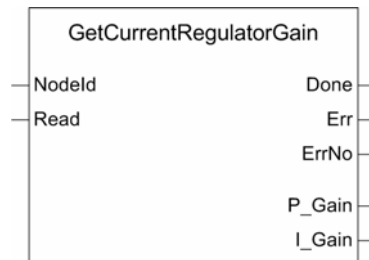 GetCurrentRegulatorGain
NodeId Done
Read Err
ErrNo
P_Gain
I_Gain